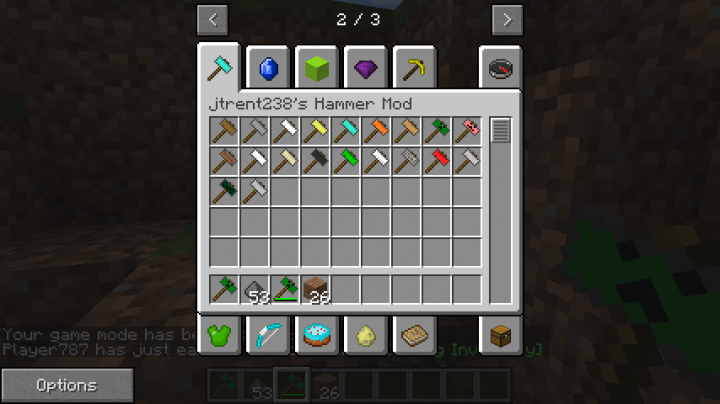 <
2 / 3
>
jtrent238's Hammer Mod
53
26
Your game mode has be
Player787 has just ea
g Inv
y]
Options
53
26